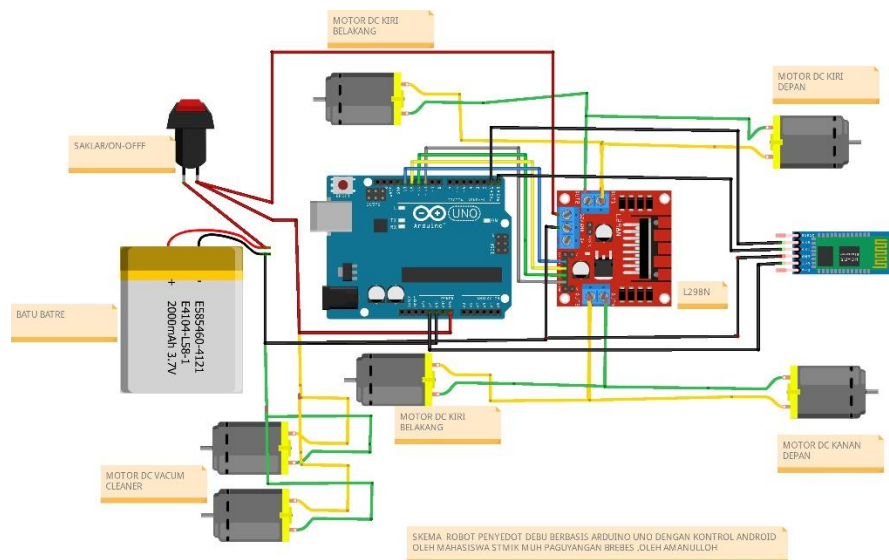 MOTOR DC KIRI
BELAKANG
MOTOR DC KIRI
DEPAN
SAKLAR/ON-OFFF
UNO
Arduino
L298N
BATU BATRE
+
-
E585460-4121
E4104-L58-1
2000mAh 3.7V
L298N
MOTOR DC KIRI
BELAKANG
MOTOR DC KANAN
DEPAN
MOTOR DC VACUM
CLEANER
SKEMA ROBOT PENYEDOT DEBU BERBASIS ARDUINO UNO DENGAN KONTROL ANDROID
OLEH MAHASISWA STMIK MUH PAGUYANGAN BREBES ,OLEH AMANULLOH